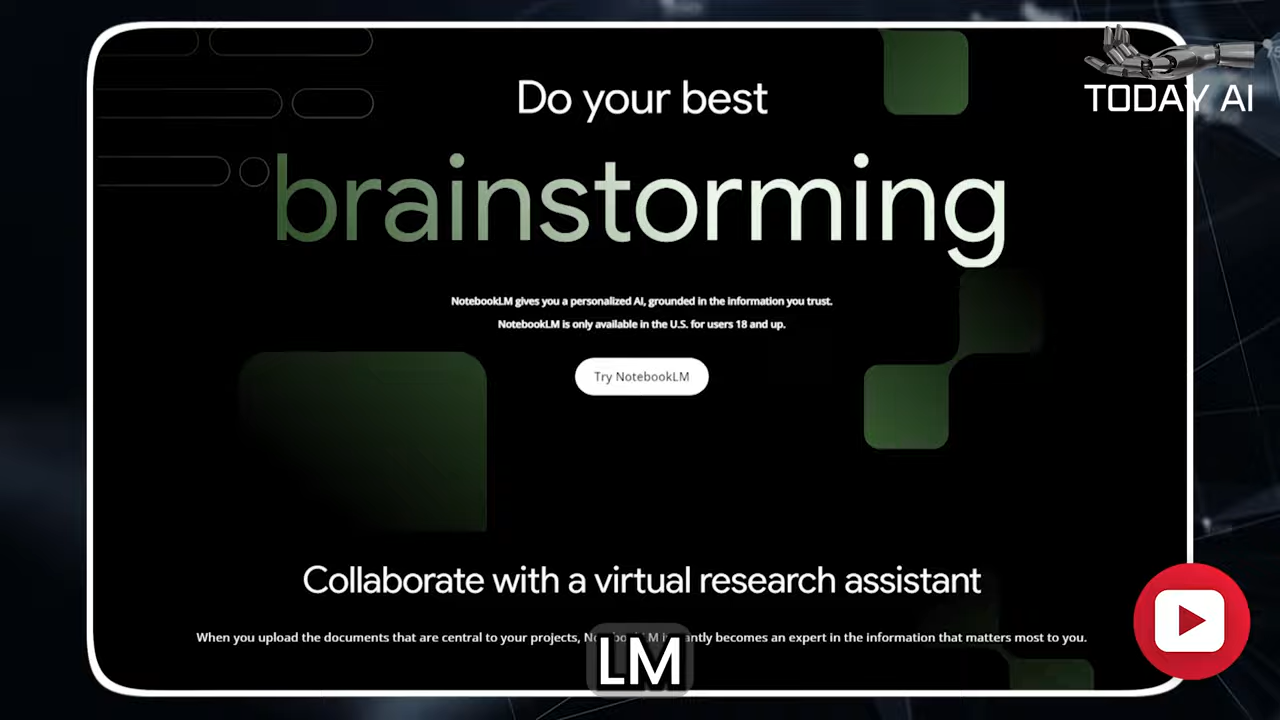 TODAY AI
Do your best
brainstorming
NotebookLM gives you a personalized AI, grounded in the information you trust.
NotebookLM is only available in the U.S. for users 18 and up.
Try NotebookLM
Collaborate with a virtual research assistant
When you upload the documents that are central to your projects, becomes an expert in the information that matters most to you.
LM